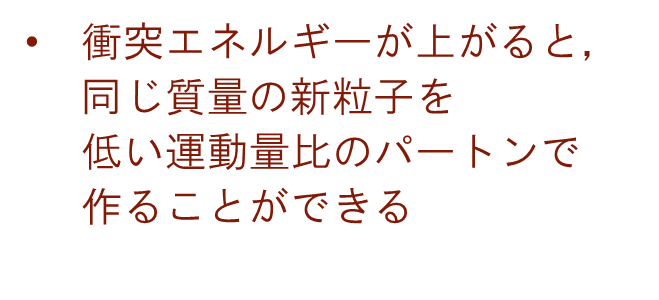 • 衝突エネルギーが上がると,
同じ質量の新粒子を
低い運動量比のパートンで
作ることができる